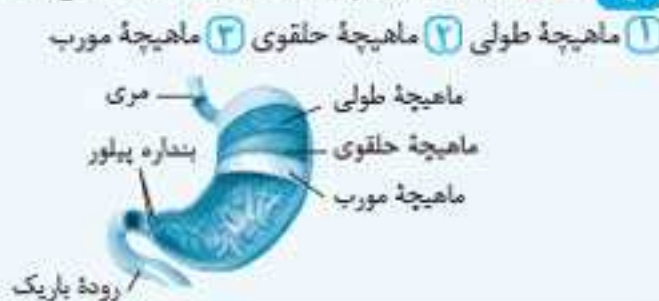 ۱ ماهیچهٔ طولی ۲ ماهیچهٔ حلقوی ۳ ماهیچهٔ مورب
ماهیچهٔ طولی
مری
ماهیچهٔ حلقوی
بنداره پیلور
ماهیچهٔ مورب
رودهٔ باریک